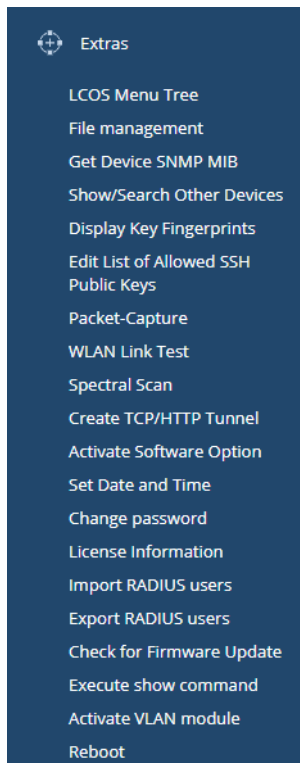 Extras
LCOS Menu Tree
File management
Get Device SNMP MIB
Show/Search Other Devices
Display Key Fingerprints
Edit List of Allowed SSH
Public Keys
Packet-Capture
WLAN Link Test
Spectral Scan
Create TCP/HTTP Tunnel
Activate Software Option
Set Date and Time
Change password
License Information
Import RADIUS users
Export RADIUS users
Check for Firmware Update
Execute show command
Activate VLAN module
Reboot